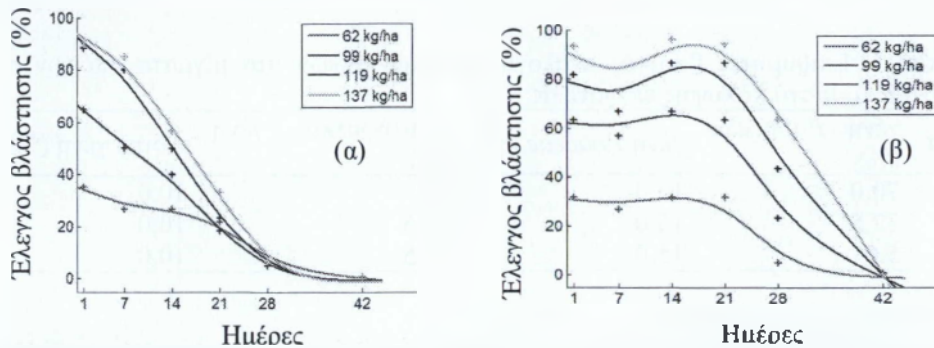 Έλεγχος βλάστησης (%)
100
80
60
40
20
0
1 7 14 21 28 42
Ημέρες
62 kg/ha
99 kg/ha
119 kg/ha
137 kg/ha
(α)
Έλεγχος βλάστησης (%)
100
80
60
40
20
0
1 7 14 21 28 42
Ημέρες
62 kg/ha
99 kg/ha
119 kg/ha
137 kg/ha
(β)